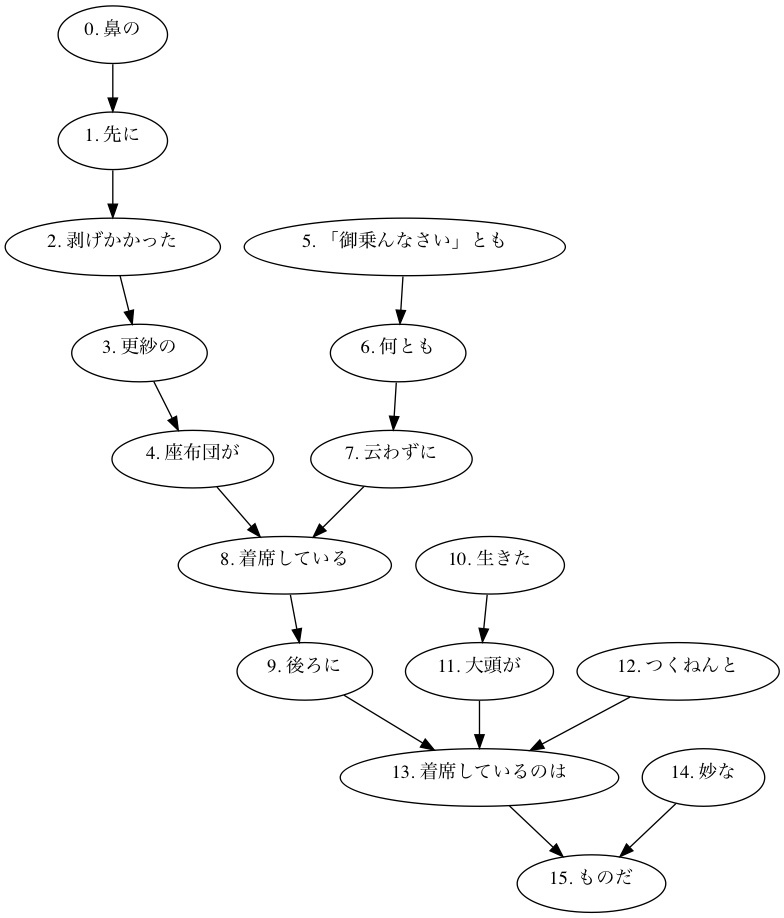 0. 鼻の
1. 先に
2. 剥げかかった
3. 更紗の
4. 座布団が
5. 「御乗んなさい」とも
6. 何とも
7. 云わずに
8. 着席している
9. 後ろに
10. 生きた
11. 大頭が
12. つくねんと
13. 着席しているのは
14. 妙な
15. ものだ